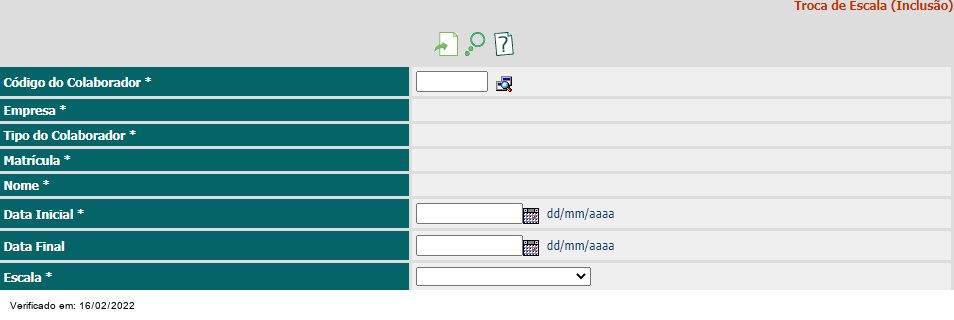 Troca de Escala (Inclusão)
?
Código do Colaborador *
Empresa *
Tipo do Colaborador *
Matrícula *
Nome *
Data Inicial * dd/mm/aaaa
Data Final dd/mm/aaaa
Escala *
Verificado em: 16/02/2022